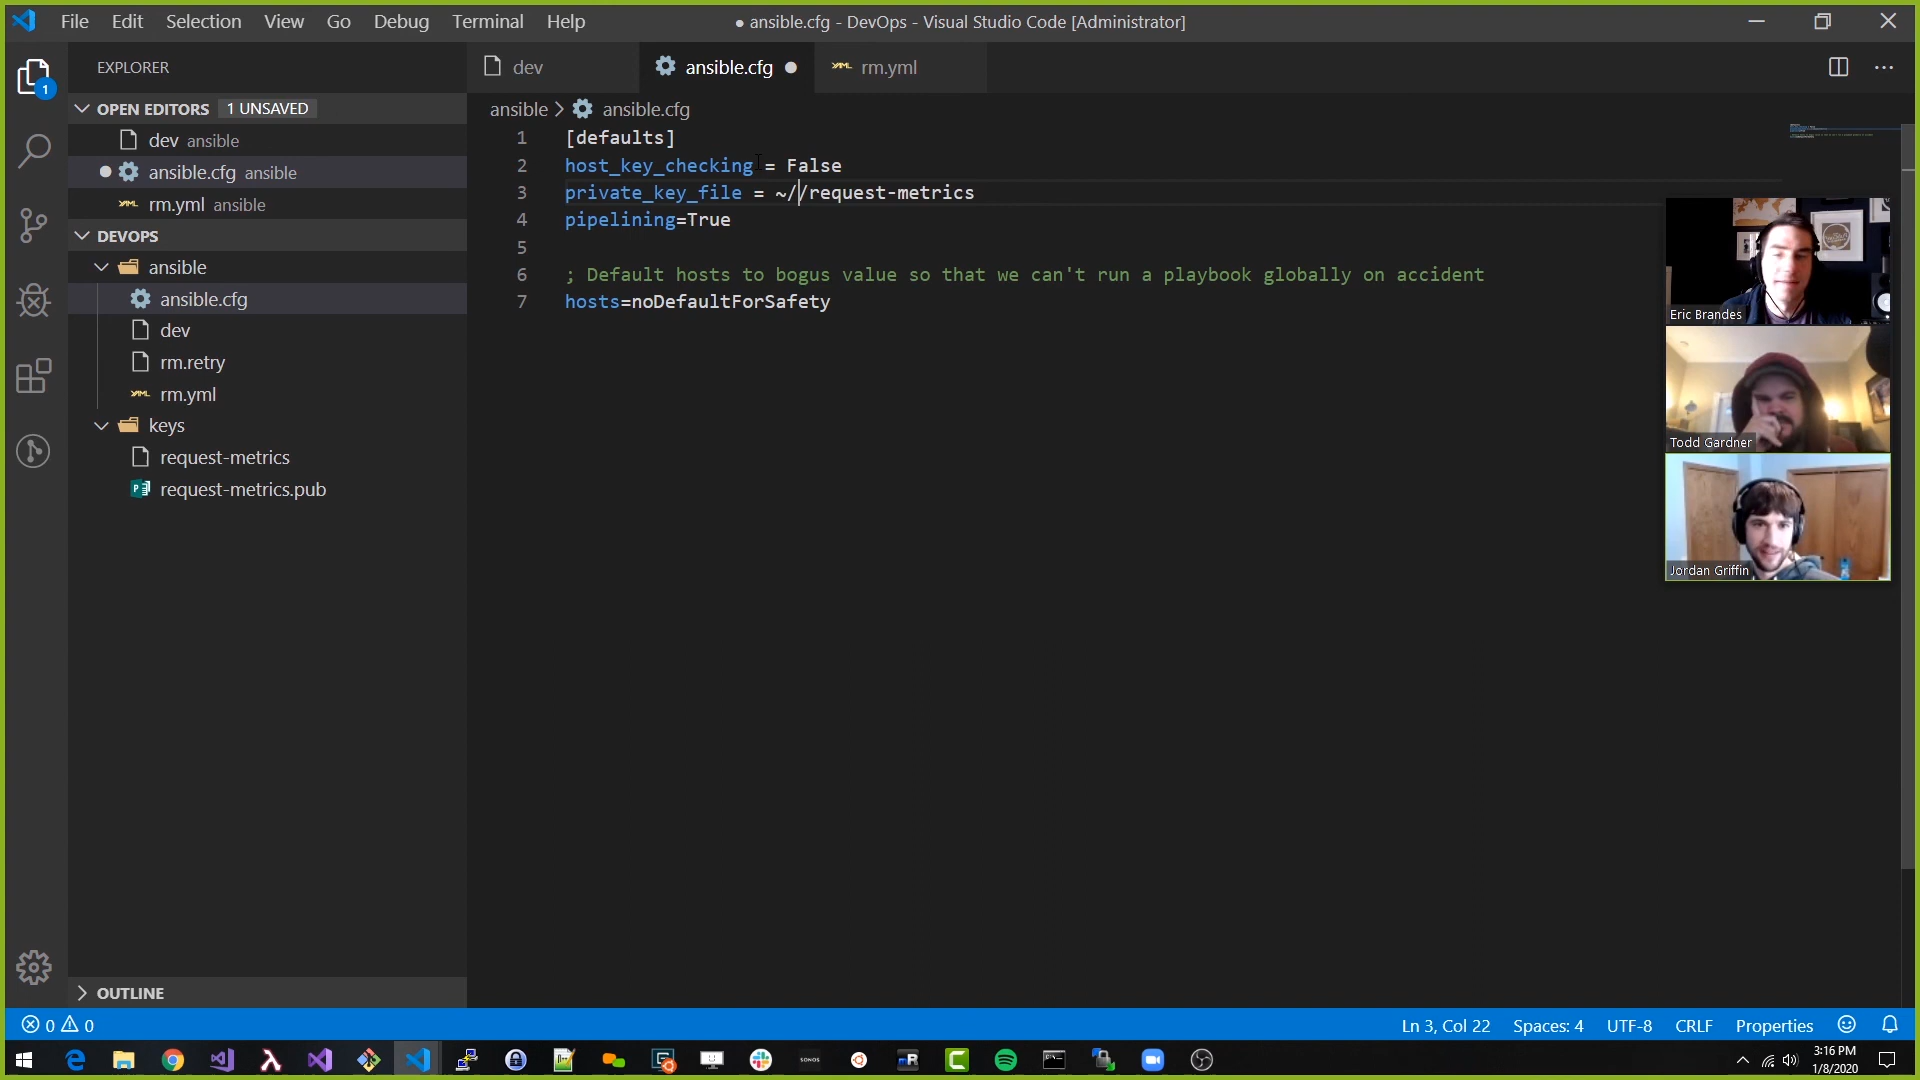 File Edit Selection View Go Debug Terminal Help
● ansible.cfg - DevOps - Visual Studio Code [Administrator]
EXPLORER
dev
ansible.cfg
rm.yml
OPEN EDITORS 1 UNSAVED
dev ansible
ansible.cfg ansible
rm.yml ansible
DEVOPS
ansible
ansible.cfg
dev
rm.retry
rm.yml
keys
request-metrics
request-metrics.pub
OUTLINE
ansible > ansible.cfg
1 [defaults]
2 host_key_checking = False
3 private_key_file = ~//request-metrics
4 pipelining=True
5
6 ; Default hosts to bogus value so that we can't run a playbook globally on accident
7 hosts=noDefaultForSafety
Eric Brandes
Todd Gardner
Jordan Griffin
0 0
Ln 3, Col 22 Spaces: 4 UTF-8 CRLF Properties
SONOS
3:16 PM
1/8/2020